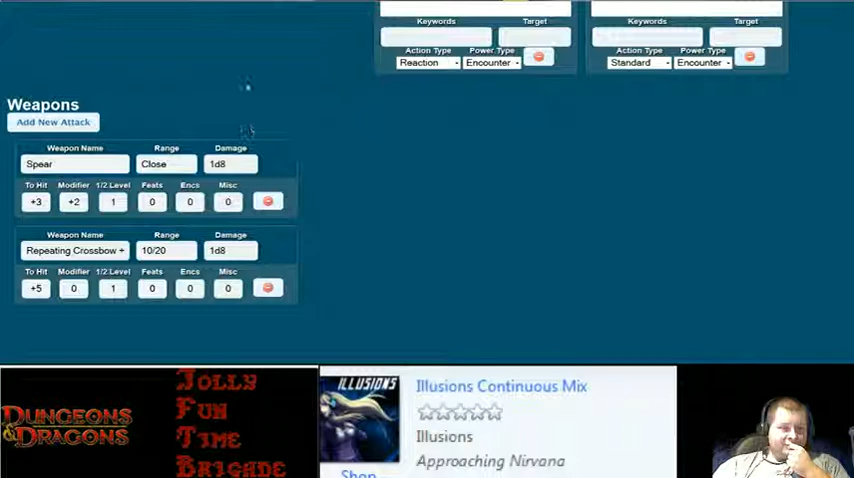 Keywords Target Keywords Target
Action Type Power Type Action Type Power Type
Reaction Encounter Standard Encounter
Weapons
Add New Attack
Weapon Name Range Damage
Spear Close 1d8
To Hit Modifier 1/2 Level Feats Encs Misc
+3 +2 1 0 0 0
Weapon Name Range Damage
Repeating Crossbow + 10/20 1d8
To Hit Modifier 1/2 Level Feats Encs Misc
+5 0 1 0 0 0
DUNGEONS
& DRAGONS
Jolly
Fun
Time
Brigade
ILLUSIONS
Shop
Illusions Continuous Mix
Illusions
Approaching Nirvana